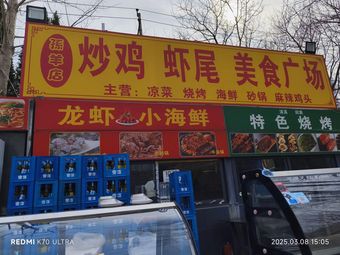 孫羊店
炒鸡 虾尾 美食广场
主营：凉菜 烧烤 海鲜 砂锅 麻辣鸡头
龙虾 小海鲜
特色烧烤
REDMI K70 ULTRA
2025.03.08 15:05